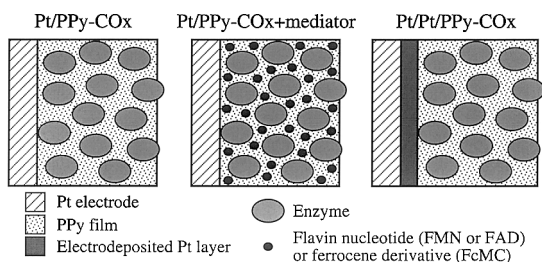 Pt/PPy-COx
Pt/PPy-COx+mediator
Pt/Pt/PPy-COx
Pt electrode
PPy film
Electrodeposited Pt layer
Enzyme
Flavin nucleotide (FMN or FAD)
or ferrocene derivative (FcMC)